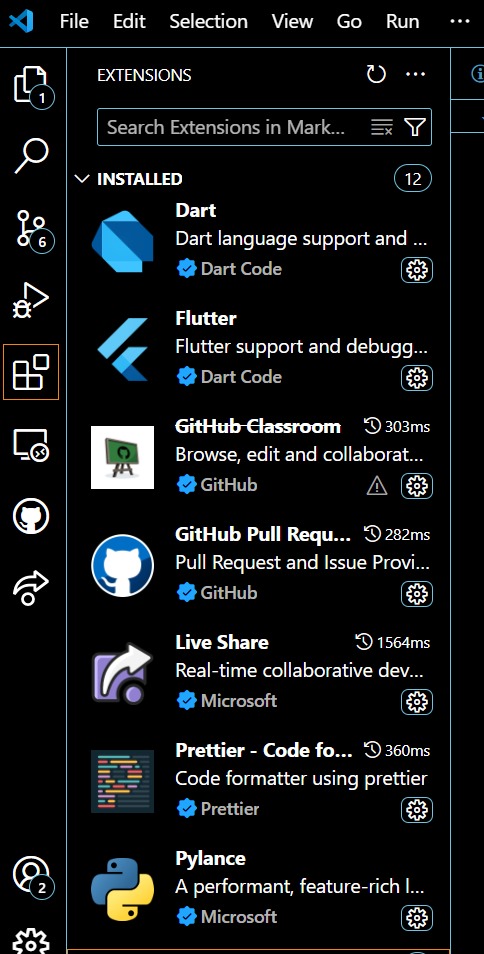 File Edit Selection View Go Run ...
EXTENSIONS ...
1
Search Extensions in Mark...
INSTALLED 12
Dart
Dart language support and ...
Dart Code
6
Flutter
Flutter support and debugg...
Dart Code
GitHub Classroom 303ms
Browse, edit and collaborat...
GitHub
GitHub Pull Requ... 282ms
Pull Request and Issue Provi...
GitHub
Live Share 1564ms
Real-time collaborative dev...
Microsoft
Prettier - Code fo... 360ms
Code formatter using prettier
Prettier
Pylance
A performant, feature-rich l...
Microsoft
2